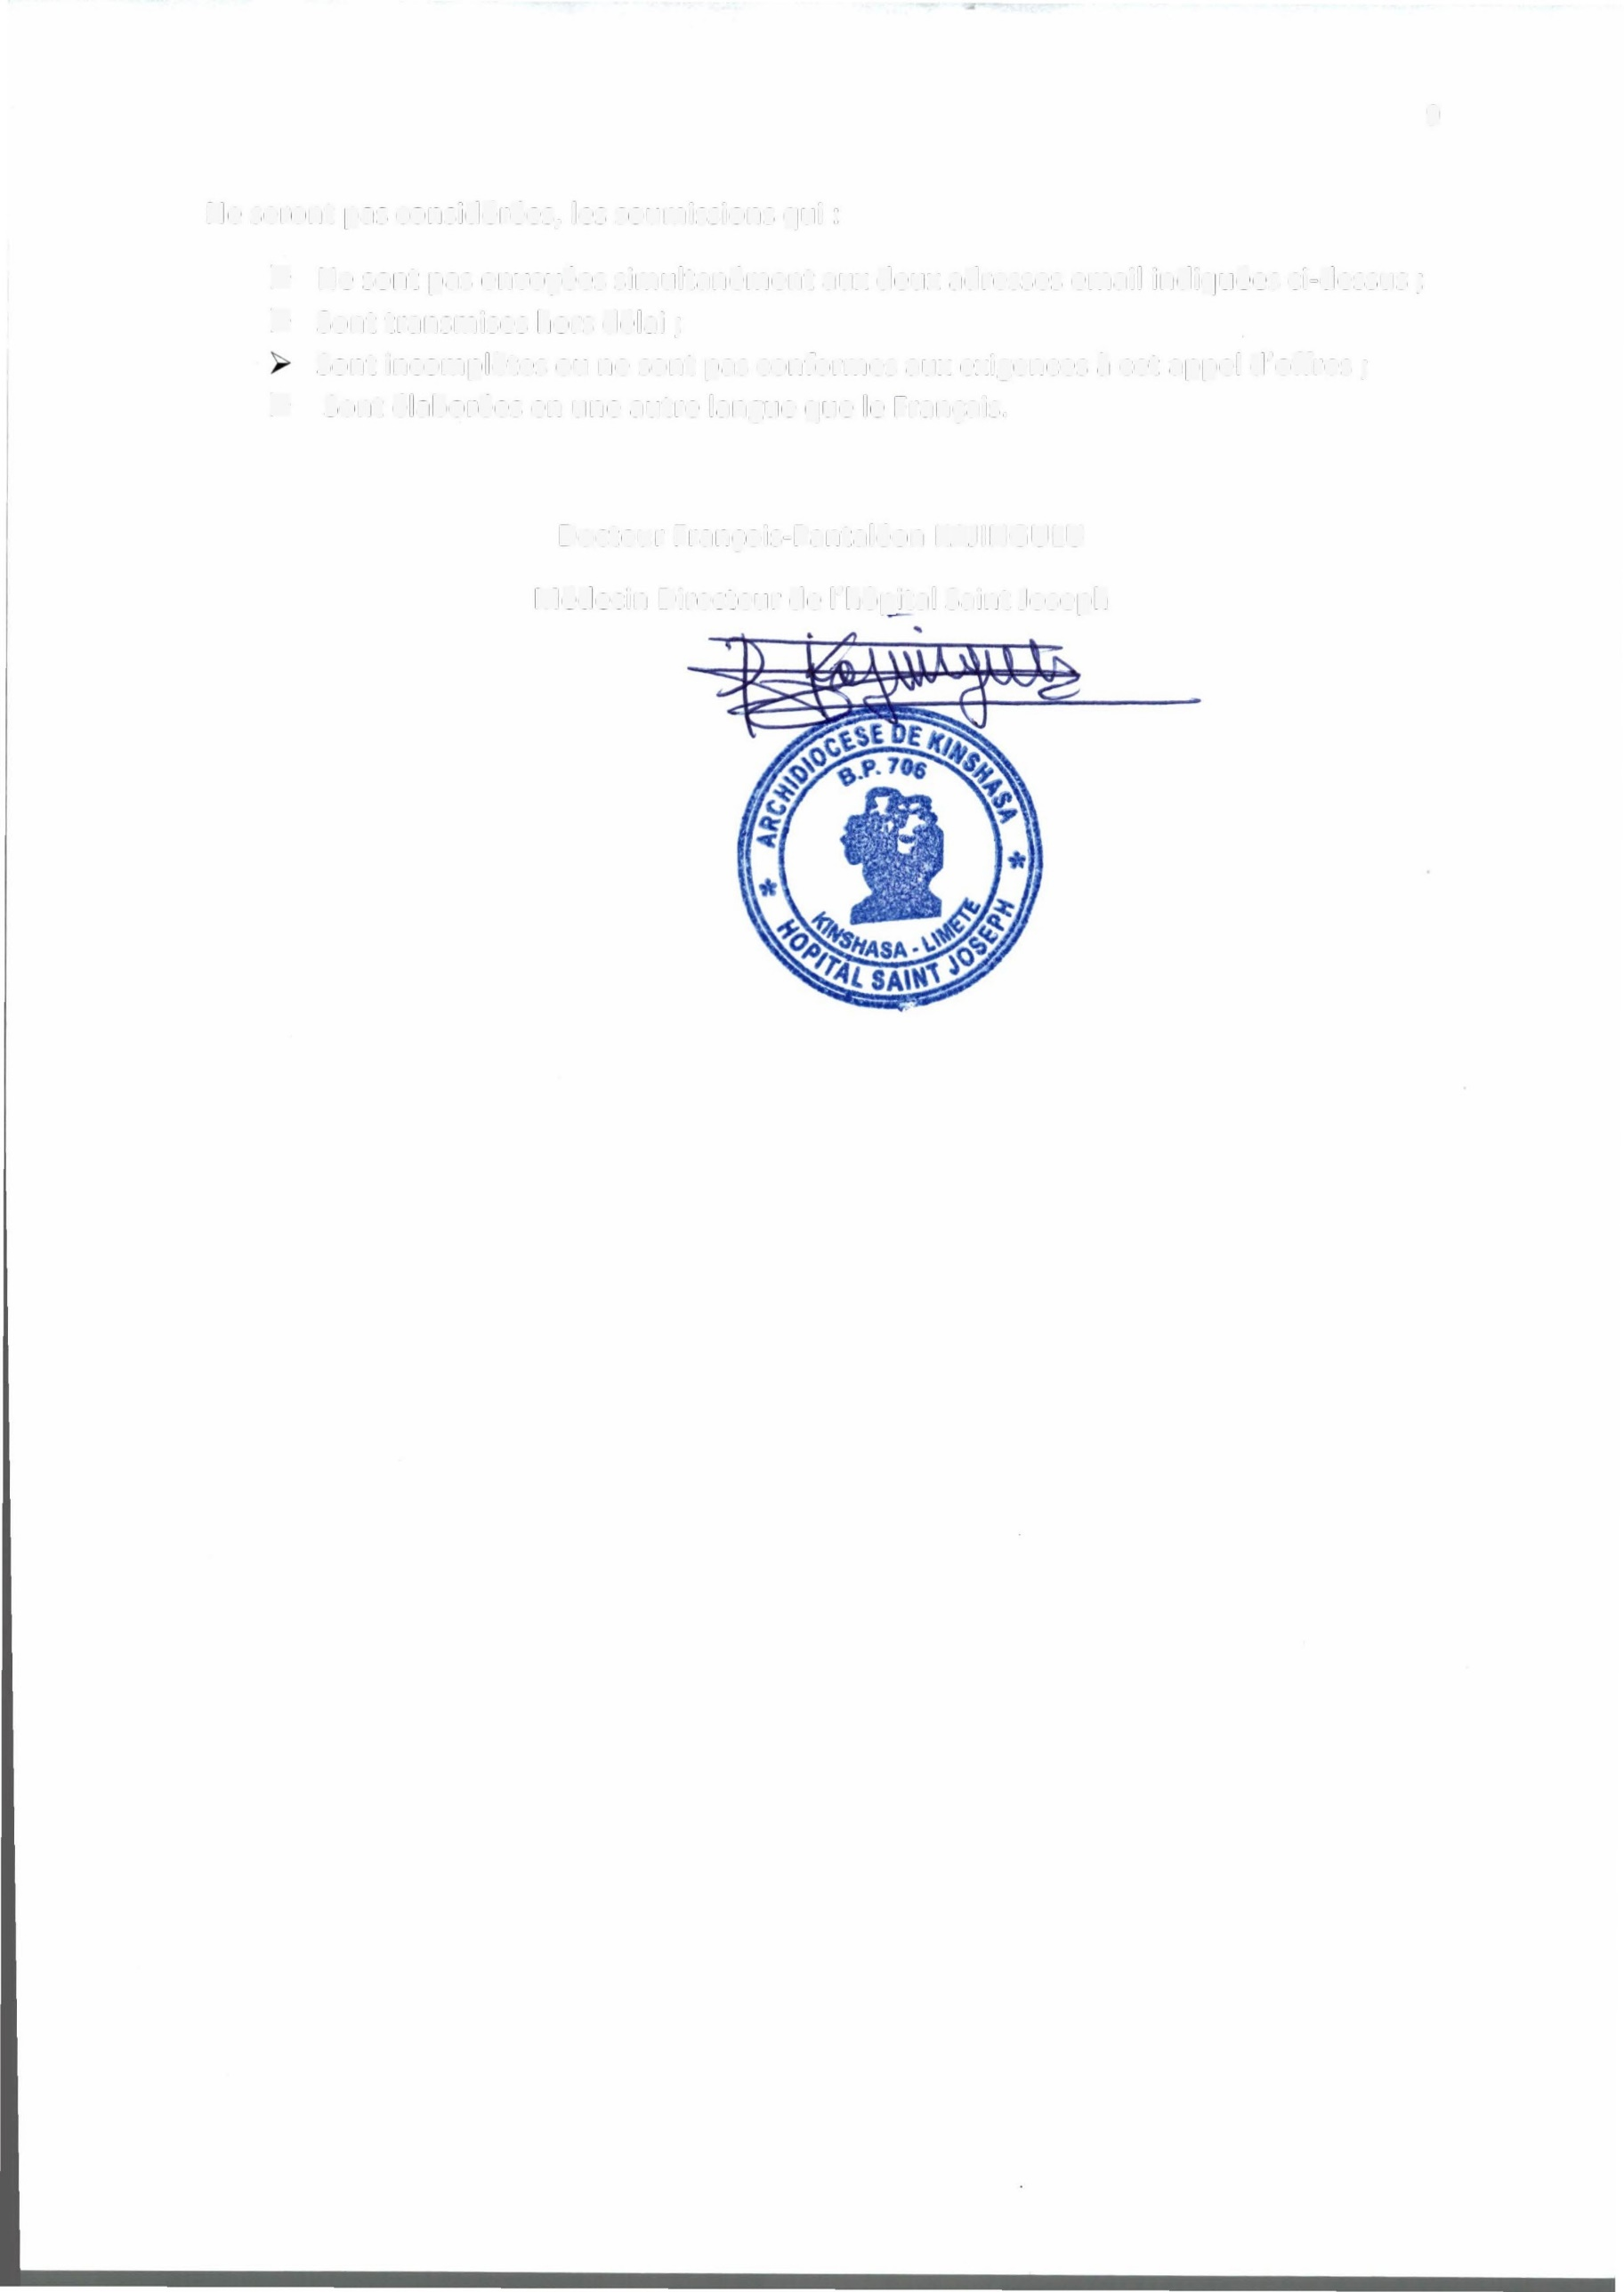 9
Ne seront pas considérées, les soumissions qui :
Ne sont pas envoyées simultanément aux deux adresses email indiquées ci-dessus ;
Sont transmises hors délai ;
➢ Sont incomplètes ou ne sont pas conformes aux exigences à cet appel d'offres ;
Sont élaborées en une autre langue que le Français.
Docteur François-Pantaléon
Médecin Directeur de l'hôpital Saint Joseph
ARCHIDIOCESE DE KINSHASA
B.P. 706
KINSHASA - LIMETE
* HOPITAL SAINT JOSEPH *